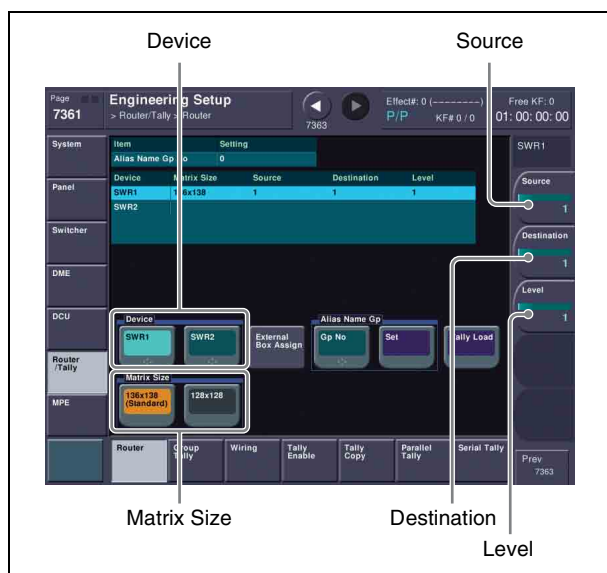 Device
Source
Page
7361
Engineering Setup
> Router/Tally > Router
7363
Effect#: 0 (--------)
P/P KF# 0 / 0
Free KF: 0
01: 00: 00: 00
System
Panel
Switcher
DME
DCU
Router
/Tally
MPE
Item Setting
Alias Name Gp No 0
Device Matrix Size Source Destination Level
SWR1 136x138 1 1 1
SWR2
SWR1
Source
1
Destination
1
Level
1
Device
SWR1
SWR2
External
Box Assign
Alias Name Gp
Gp No
Set
Tally Load
Matrix Size
136x138
(Standard)
128x128
Router
Group
Tally
Wiring
Tally
Enable
Tally
Copy
Parallel
Tally
Serial Tally
Prev
7363
Matrix Size
Destination
Level